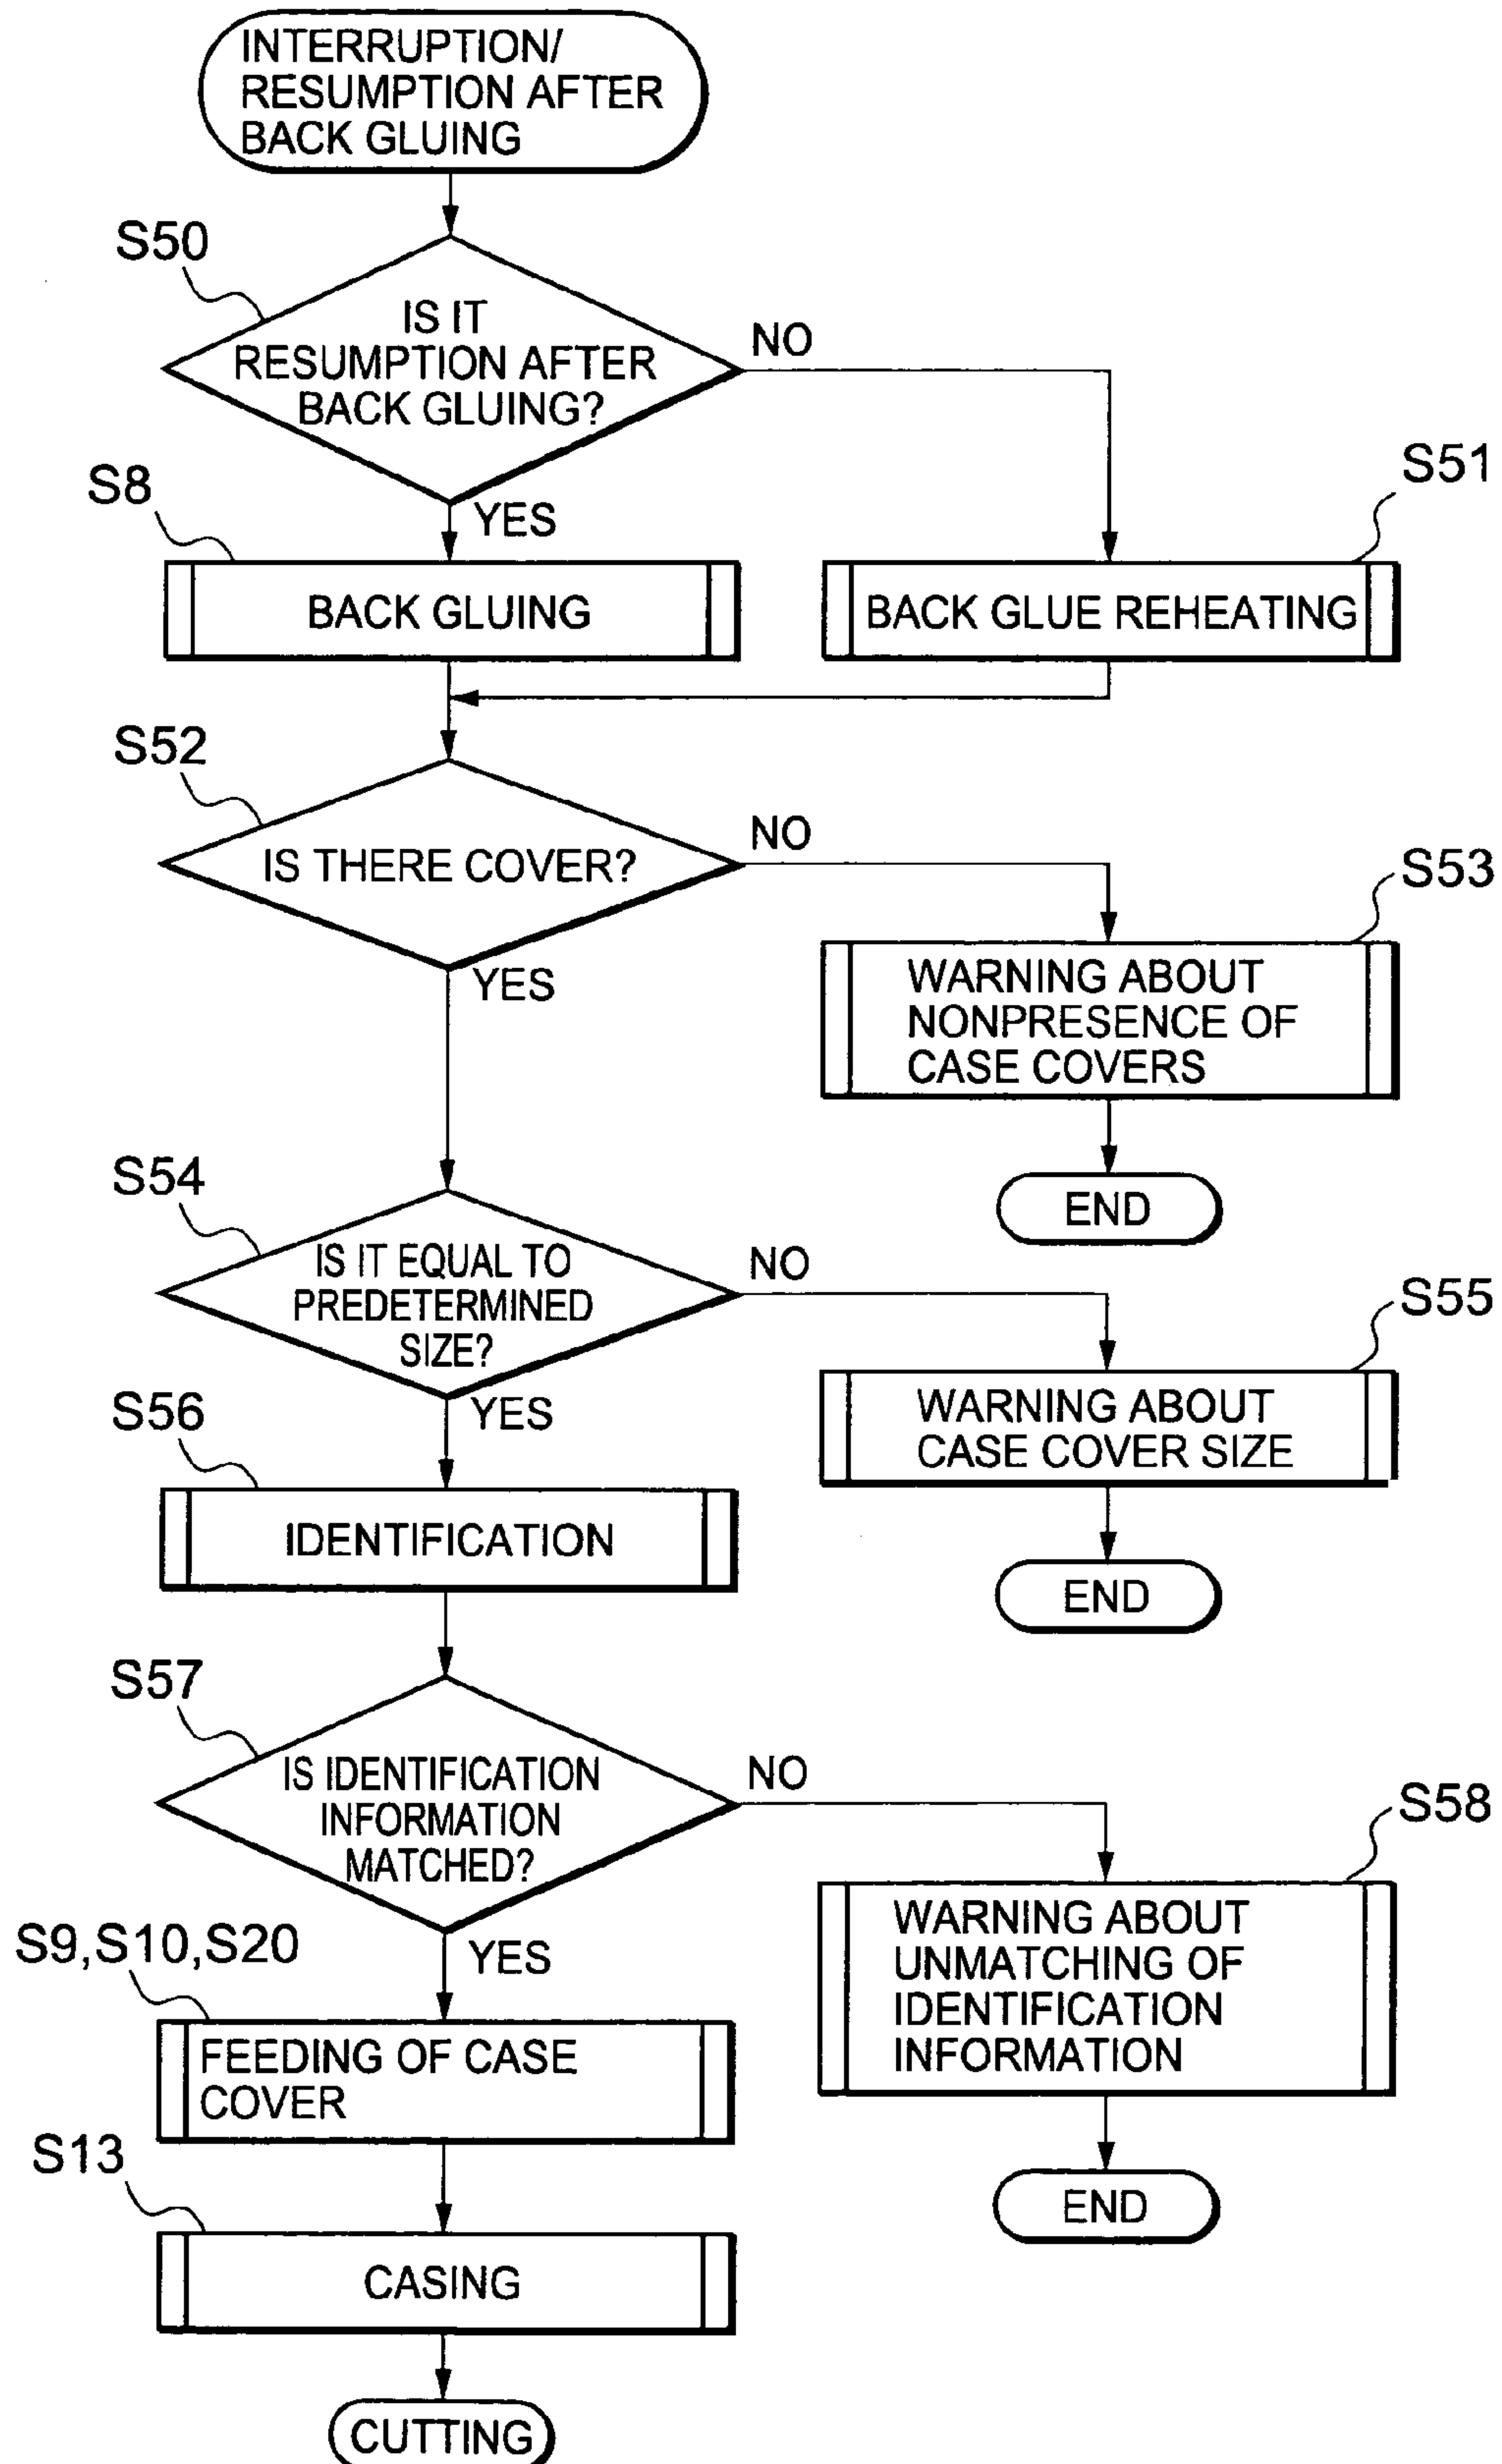 INTERRUPTION/
RESUMPTION AFTER
BACK GLUING
S50
IS IT
RESUMPTION AFTER
BACK GLUING?
NO
YES
S8
BACK GLUING
S51
BACK GLUE REHEATING
S52
IS THERE COVER?
NO
YES
S53
WARNING ABOUT
NONPRESENCE OF
CASE COVERS
END
S54
IS IT EQUAL TO
PREDETERMINED
SIZE?
NO
YES
S55
WARNING ABOUT
CASE COVER SIZE
END
S56
IDENTIFICATION
S57
IS IDENTIFICATION
INFORMATION
MATCHED?
NO
YES
S58
WARNING ABOUT
UNMATCHING OF
IDENTIFICATION
INFORMATION
END
S9,S10,S20
FEEDING OF CASE
COVER
S13
CASING
CUTTING